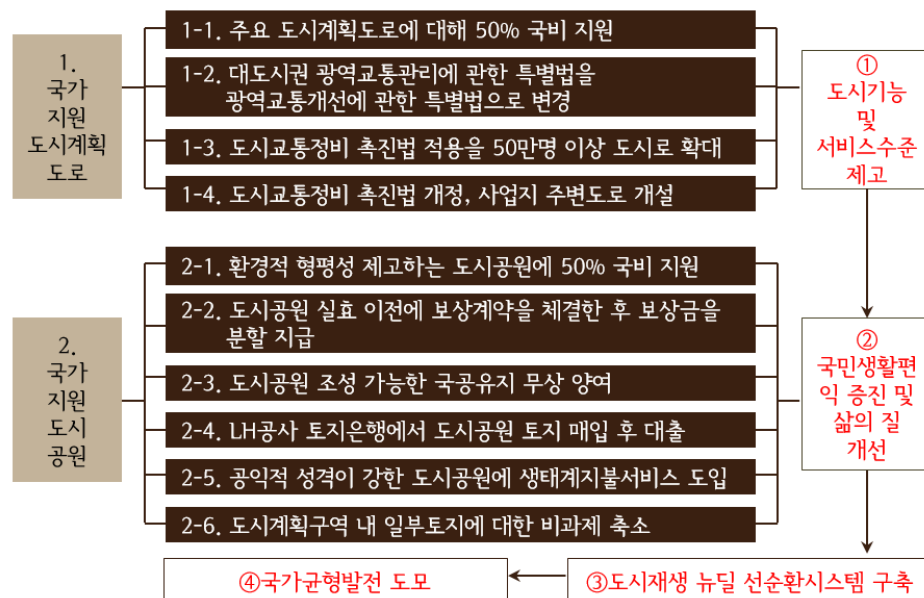 1.
국가
지원
도시계획
도로
1-1. 주요 도시계획도로에 대해 50% 국비 지원
1-2. 대도시권 광역교통관리에 관한 특별법을
광역교통개선에 관한 특별법으로 변경
1-3. 도시교통정비 촉진법 적용을 50만명 이상 도시로 확대
1-4. 도시교통정비 촉진법 개정, 사업지 주변도로 개설
①
도시기능
및
서비스수준
제고
2.
국가
지원
도시
공원
2-1. 환경적 형평성 제고하는 도시공원에 50% 국비 지원
2-2. 도시공원 실효 이전에 보상계약을 체결한 후 보상금을
분할 지급
2-3. 도시공원 조성 가능한 국공유지 무상 양여
2-4. LH공사 토지은행에서 도시공원 토지 매입 후 대출
2-5. 공익적 성격이 강한 도시공원에 생태계지불서비스 도입
2-6. 도시계획구역 내 일부토지에 대한 비과제 축소
②
국민생활편
익 증진 및
삶의 질
개선
③도시재생 뉴딜 선순환시스템 구축
④국가균형발전 도모